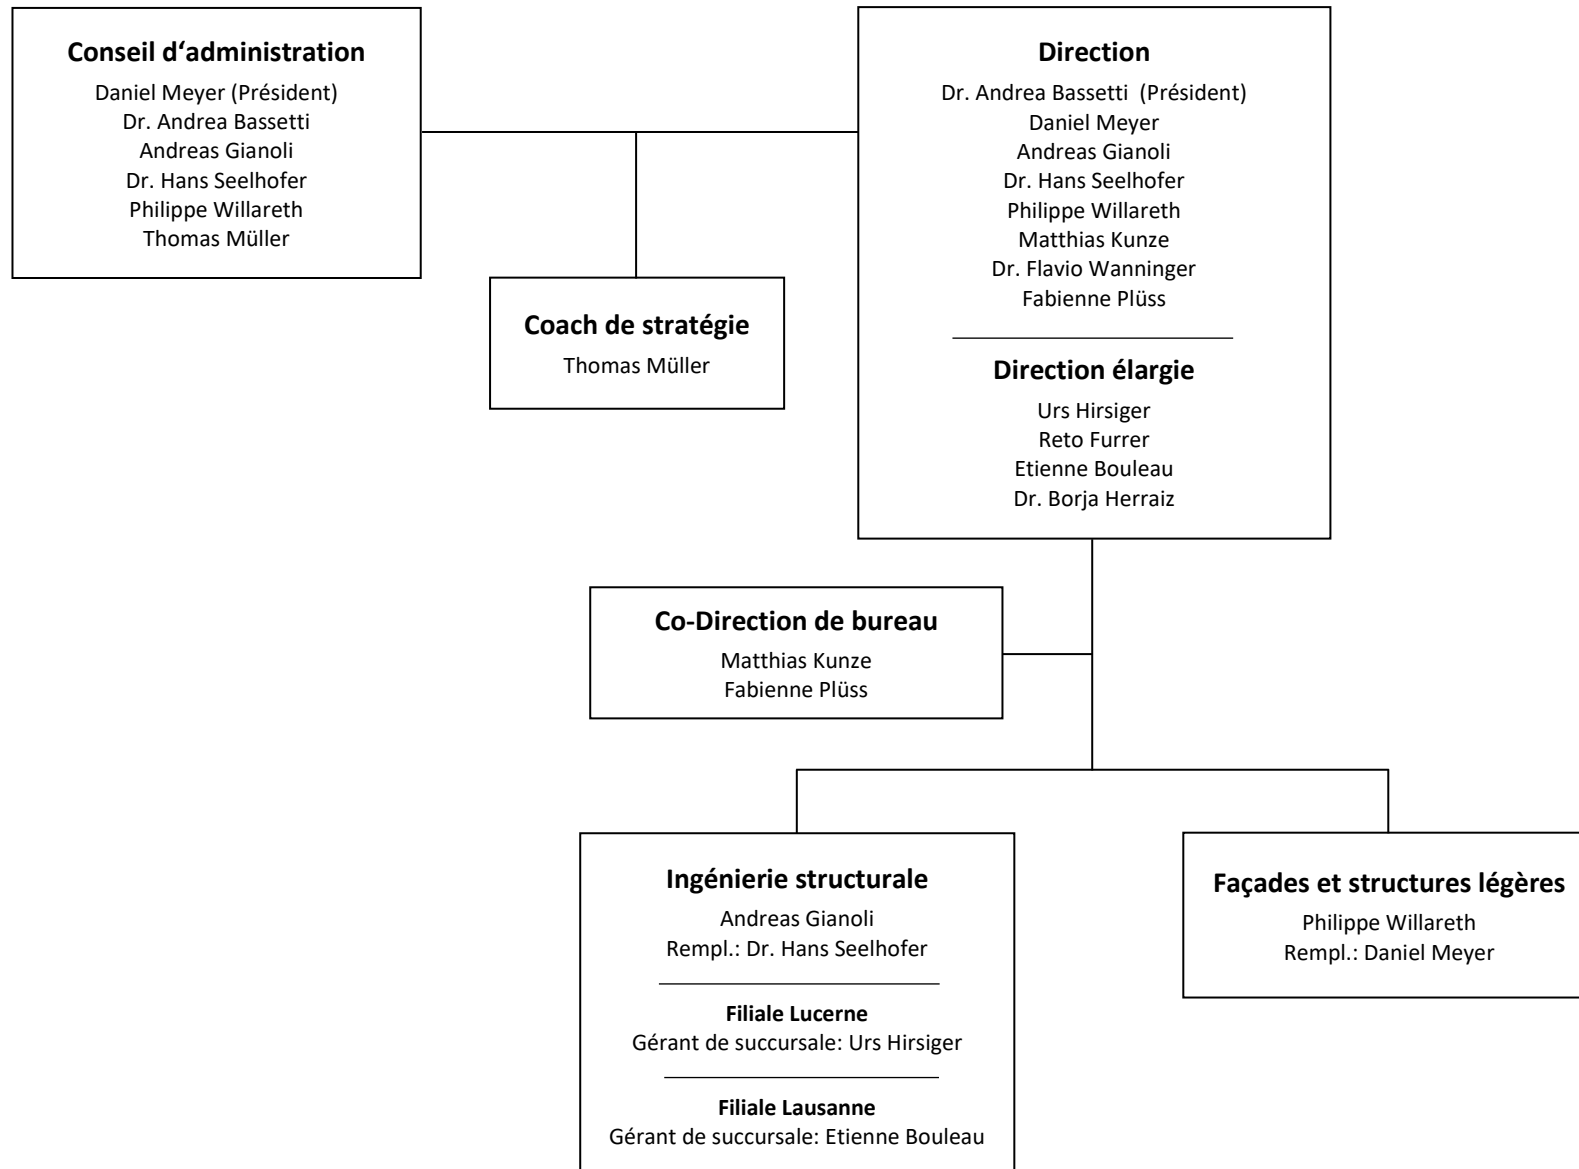 Conseil d‘administration
Daniel Meyer (Président)
Dr. Andrea Bassetti
Andreas Gianoli
Dr. Hans Seelhofer
Philippe Willareth
Thomas Müller
Direction
Dr. Andrea Bassetti  (Président)
Daniel Meyer
Andreas Gianoli
Dr. Hans Seelhofer
Philippe Willareth
Matthias Kunze
Dr. Flavio Wanninger
Fabienne Plüss
Direction élargie
Urs Hirsiger
Reto Furrer
Etienne Bouleau
Dr. Borja Herraiz
Coach de stratégie
Thomas Müller
Co-Direction de bureau
Matthias Kunze
Fabienne Plüss
Ingénierie structurale
Andreas Gianoli
Rempl.: Dr. Hans Seelhofer
Filiale Lucerne
Gérant de succursale: Urs Hirsiger
Filiale Lausanne
Gérant de succursale: Etienne Bouleau
Façades et structures légères
Philippe Willareth
Rempl.: Daniel Meyer